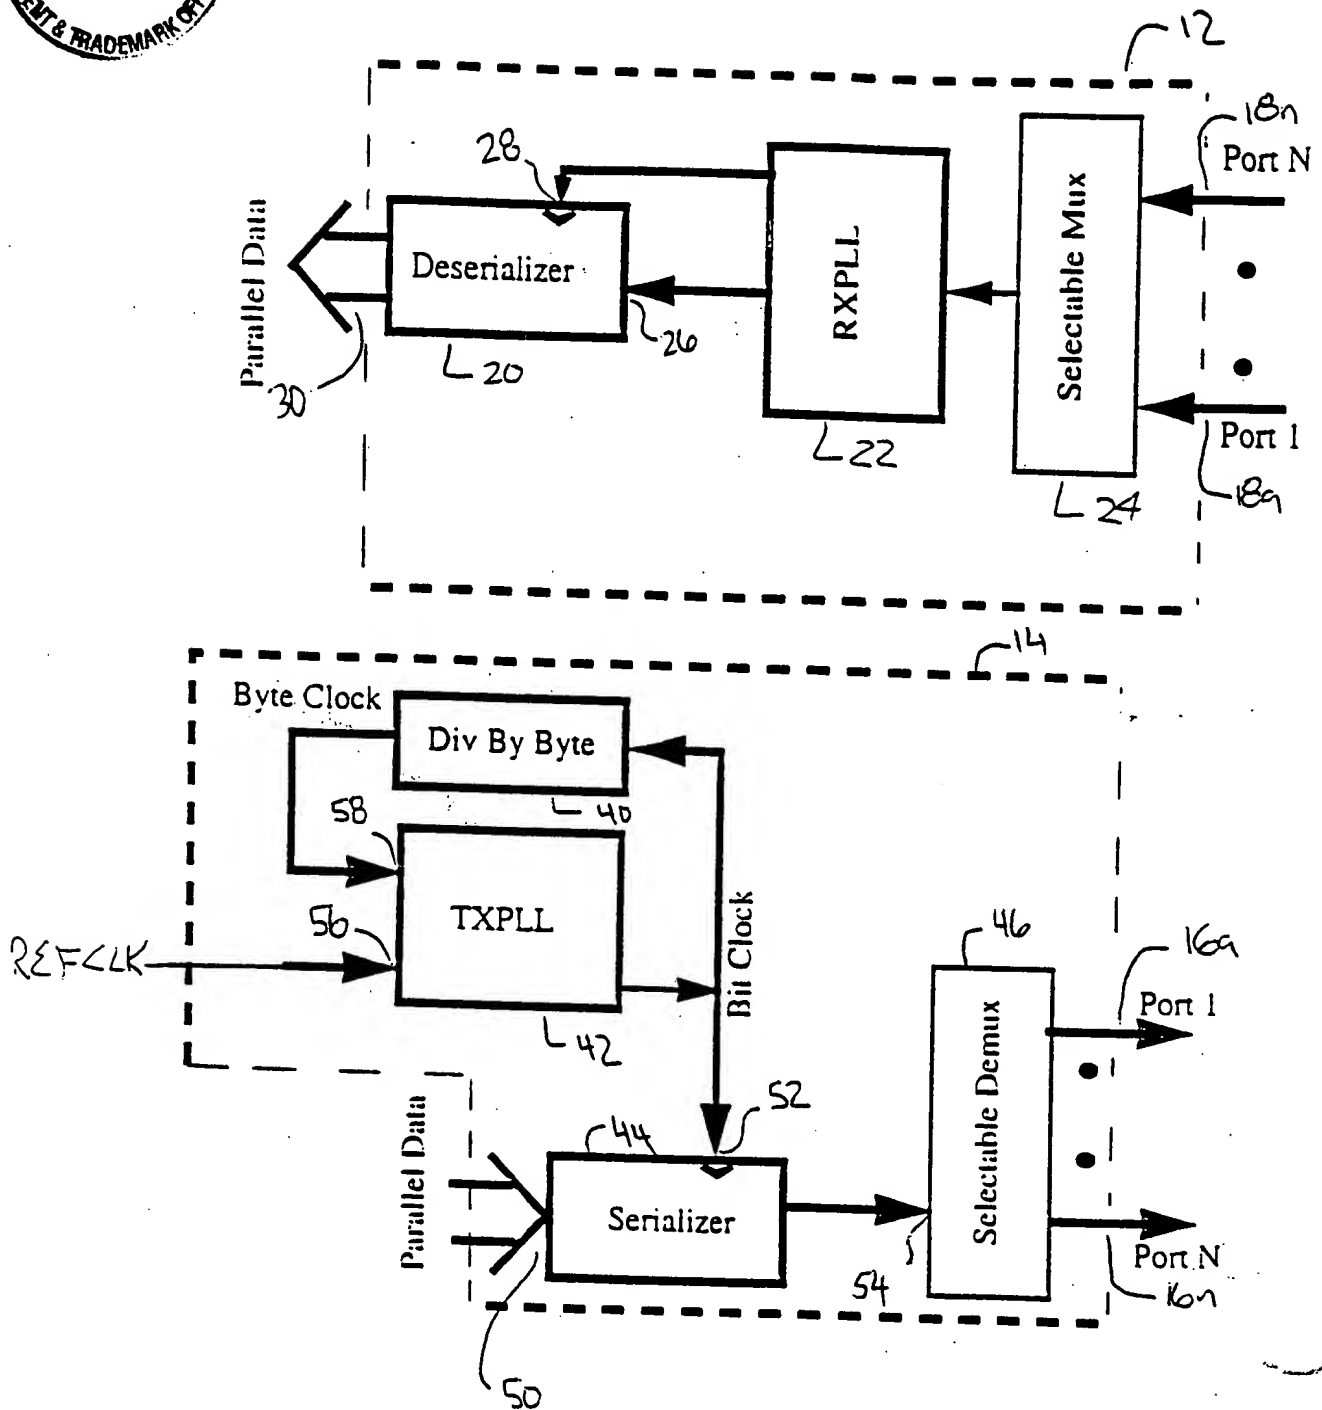 ENT & TRADEMARK OF
12
18n
Port N
28
Parallel Data
Deserializer
RXPLL
Selectable Mux
26
20
30
22
24
Port 1
18a
14
Byte Clock
Div By Byte
40
58
TXPLL
56
REFCLK
42
Bit Clock
46
16a
Port 1
Selectable Demux
52
44
Parallel Data
Serializer
54
Port N
16n
50